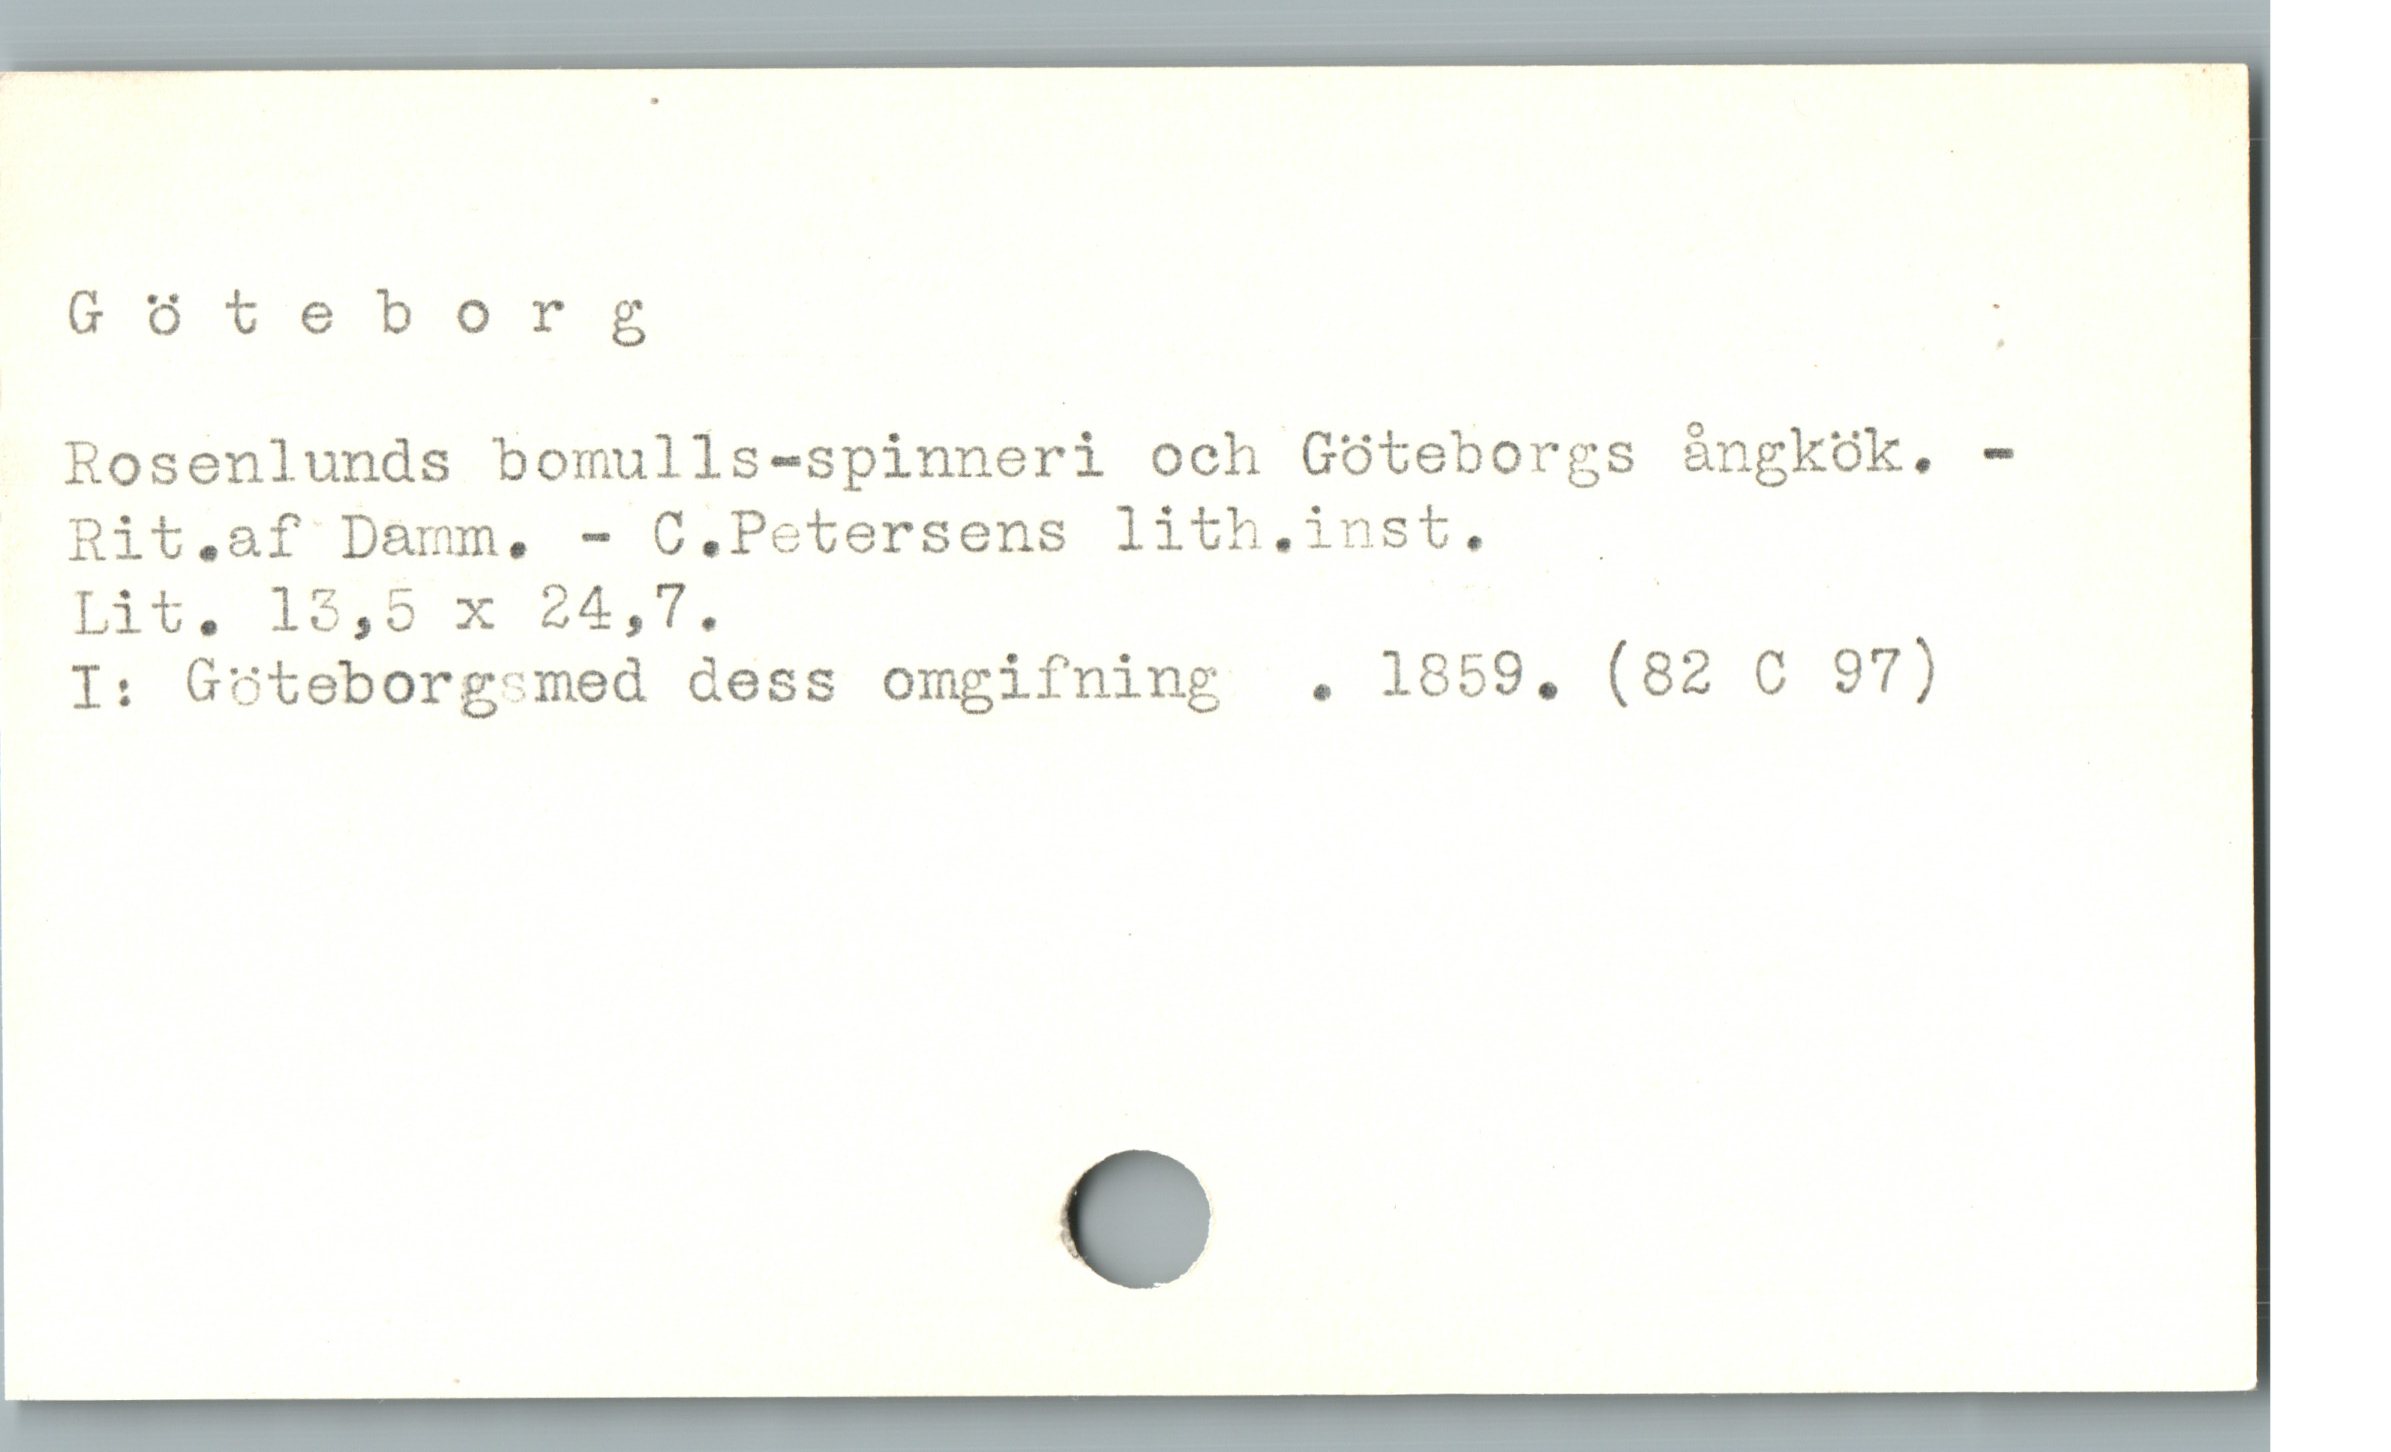 G ö t e b o r g
Rosenlunds bomulls-spinneri och Göteborgs ångkök. -
Rit.af Damm. - C.Petersens lith.inst.
Lit. 13,5 x 24,7.
I: Göteborgsmed dess omgifning . 1859. (82 C 97)